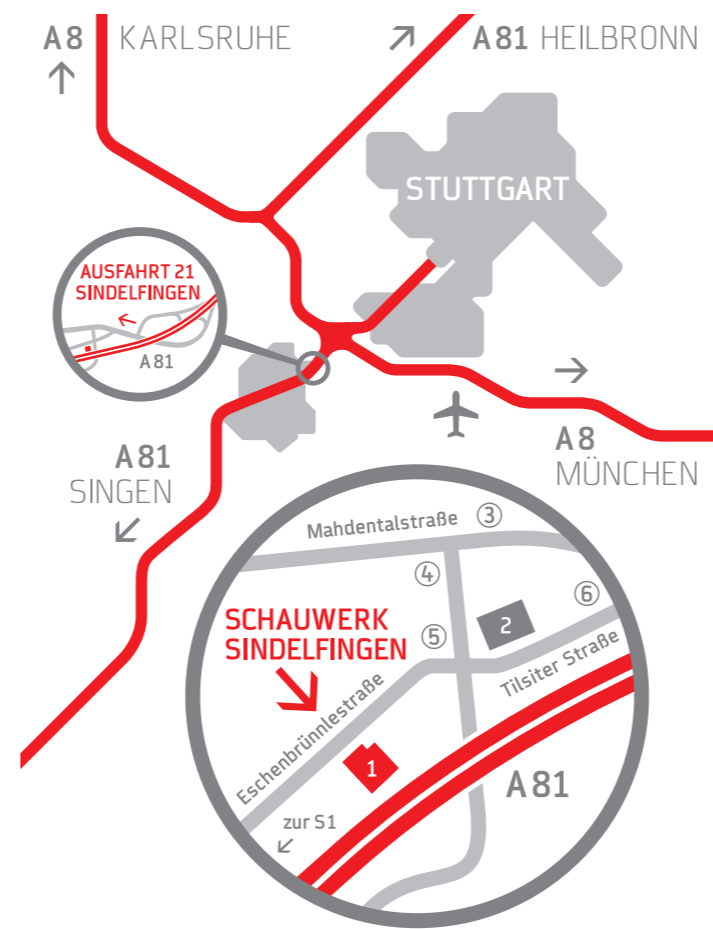 A8 KARLSRUHE
A81 HEILBRONN
STUTTGART
AUSFAHRT 21
SINDELFINGEN
A81
A81
SINGEN
A8
MÜNCHEN
Mahdentalstraße
3
4
SCHAUWERK
SINDELFINGEN
5
2
6
Tilsiter Straße
Eschenbrünnlestraße
1
A81
zur S1